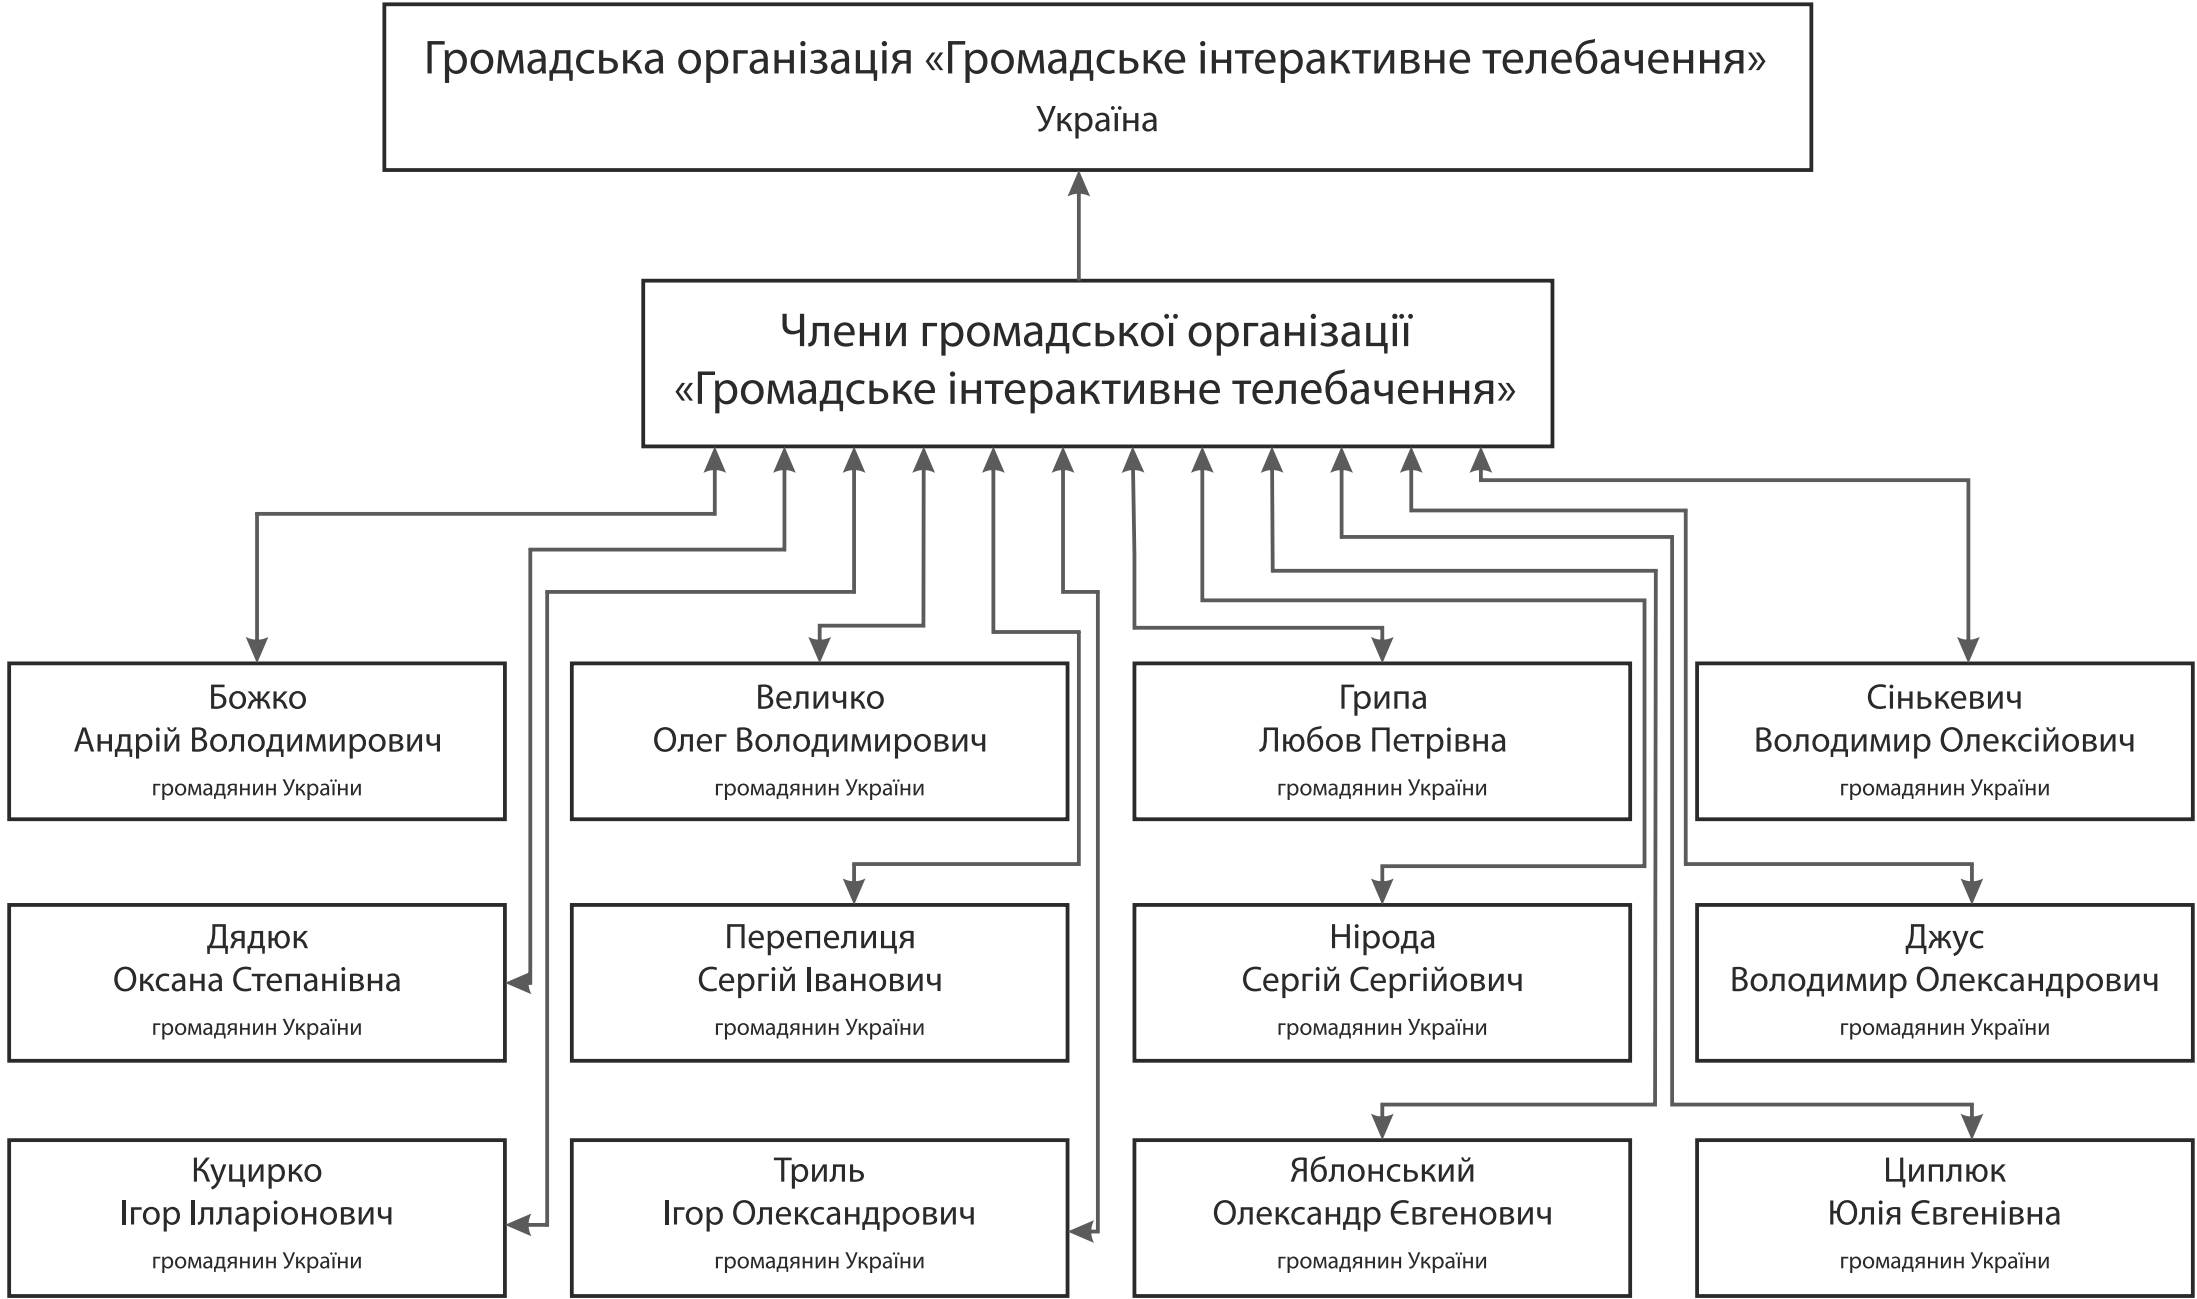 Громадська організація «Громадське інтерактивне телебачення»
Україна
Члени громадської організації
«Громадське інтерактивне телебачення»
Божко
Андрій Володимирович
громадянин України
Величко
Олег Володимирович
громадянин України
Грипа
Любов Петрівна
громадянин України
Сінькевич
Володимир Олексійович
громадянин України
Дядюк
Оксана Степанівна
громадянин України
Перепелиця
Сергій Іванович
громадянин України
Нірода
Сергій Сергійович
громадянин України
Джус
Володимир Олександрович
громадянин України
Куцирко
Ігор Ілларіонович
громадянин України
Триль
Ігор Олександрович
громадянин України
Яблонський
Олександр Євгенович
громадянин України
Циплюк
Юлія Євгенівна
громадянин України